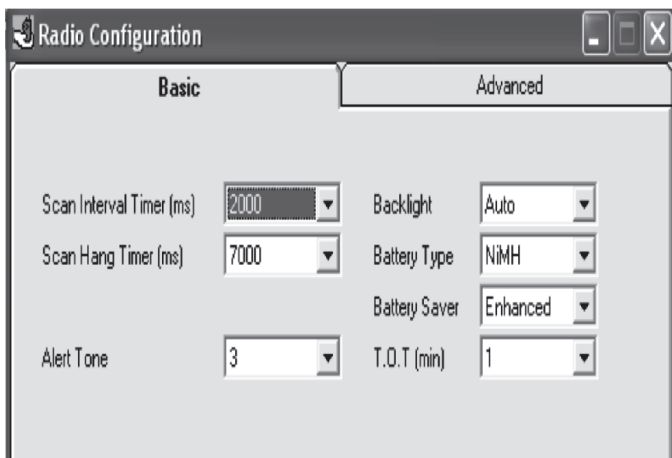 Radio Configuration
Basic
Advanced
Scan Interval Timer (ms) 2000 Backlight Auto
Scan Hang Timer (ms) 7000 Battery Type NiMH
Battery Saver Enhanced
Alert Tone 3 T.O.T (min) 1